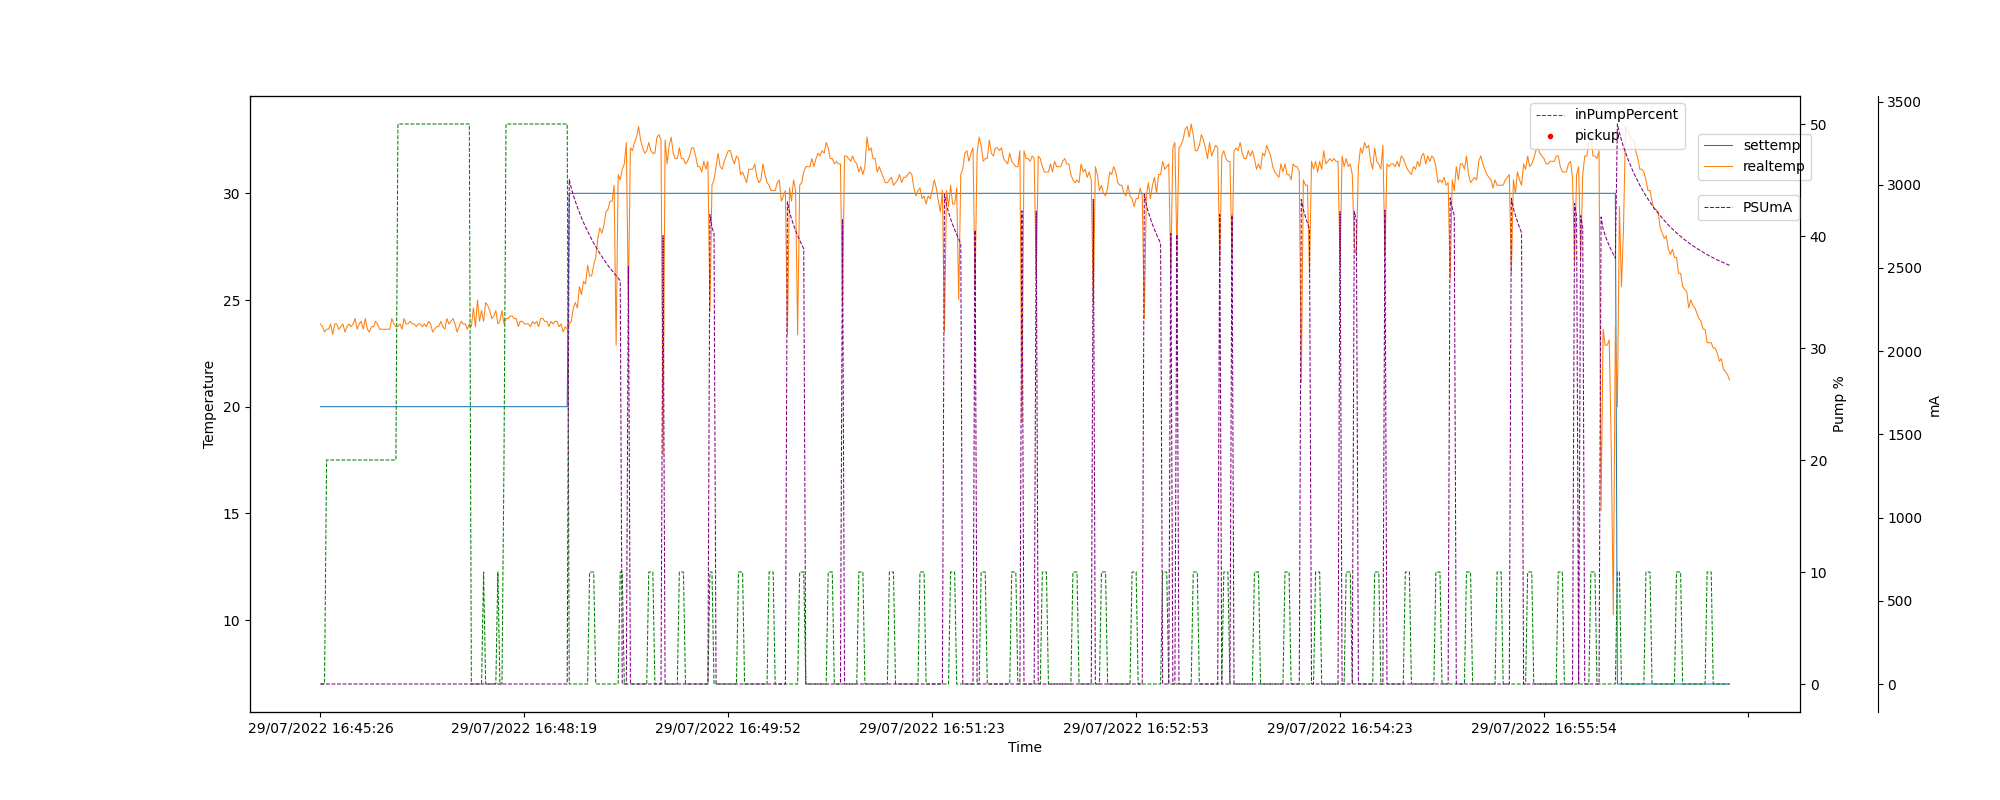 inPumpPercent
pickup
settemp
realtemp
PSUmA
30
25
20
15
10
Temperature
50
40
30
20
10
0
Pump %
3500
3000
2500
2000
1500
1000
500
0
mA
29/07/2022 16:45:26
29/07/2022 16:48:19
29/07/2022 16:49:52
29/07/2022 16:51:23
29/07/2022 16:52:53
29/07/2022 16:54:23
29/07/2022 16:55:54
Time